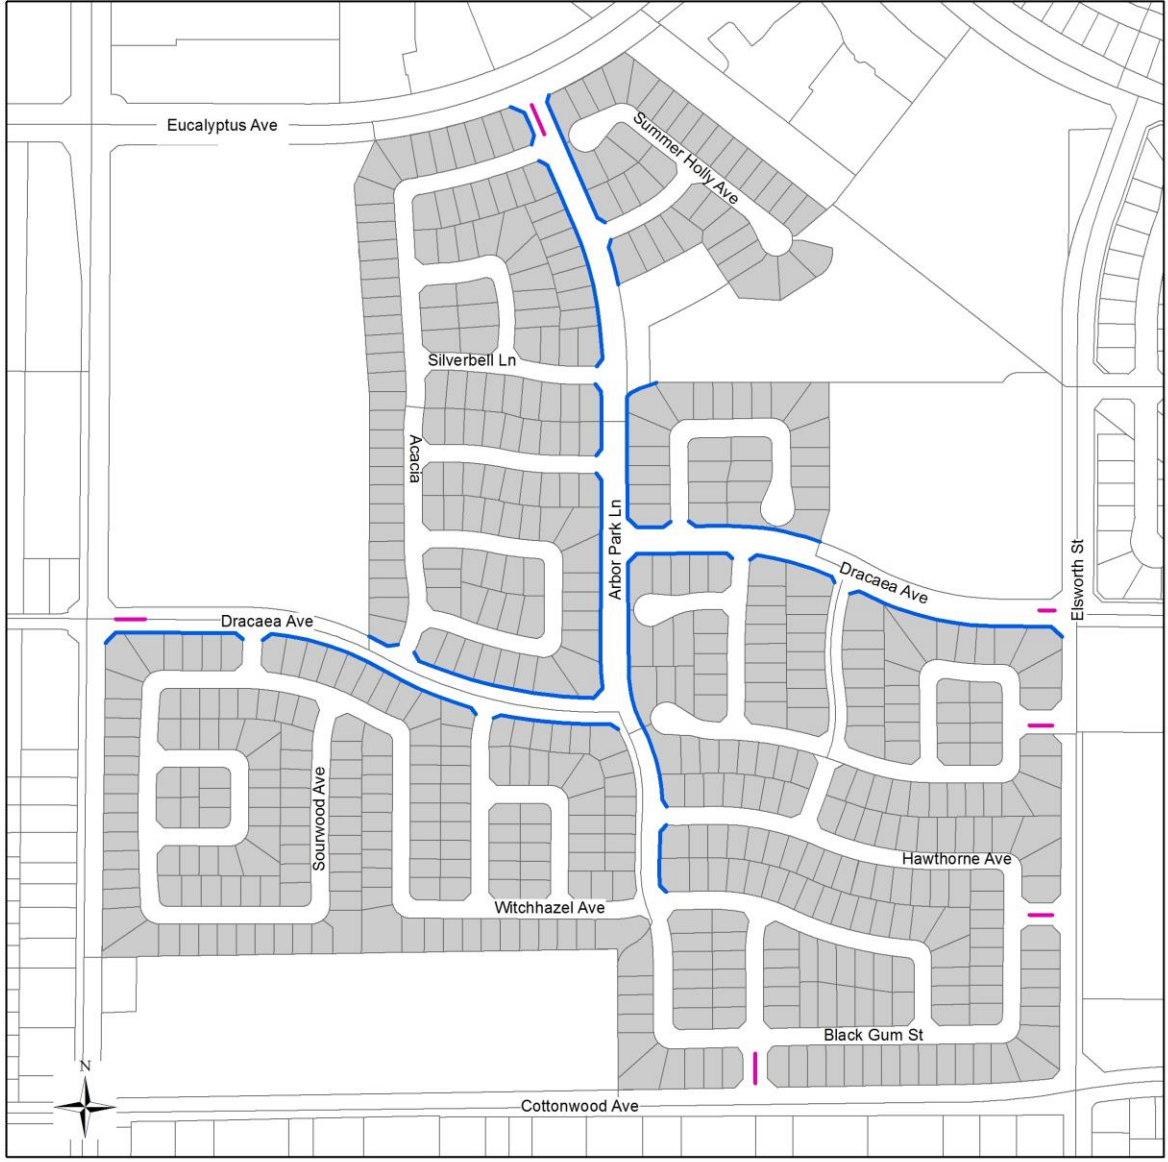 Eucalyptus Ave
Summer Holly Ave
Silverbell Ln
Acacia
Arbor Park Ln
Elsworth St
Dracaea Ave
Dracaea Ave
Sourwood Ave
Hawthorne Ave
Witchhazel Ave
Black Gum St
N
Cottonwood Ave